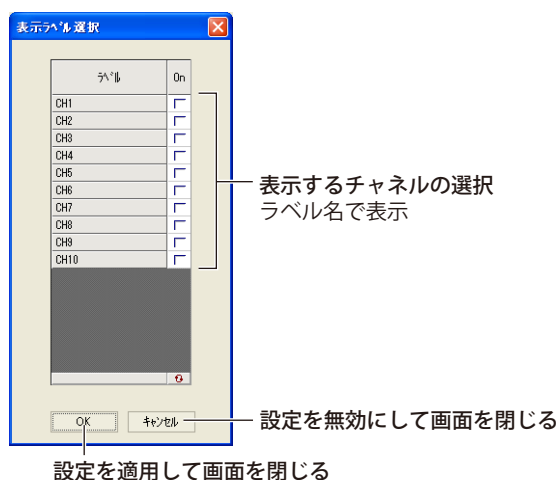 表示ﾗﾍﾞﾙ選択
ﾗﾍﾞﾙ On
CH1
CH2
CH3
CH4
CH5
CH6
CH7
CH8
CH9
CH10
表示するチャネルの選択
ラベル名で表示
OK ｷｬﾝｾﾙ
設定を無効にして画面を閉じる
設定を適用して画面を閉じる